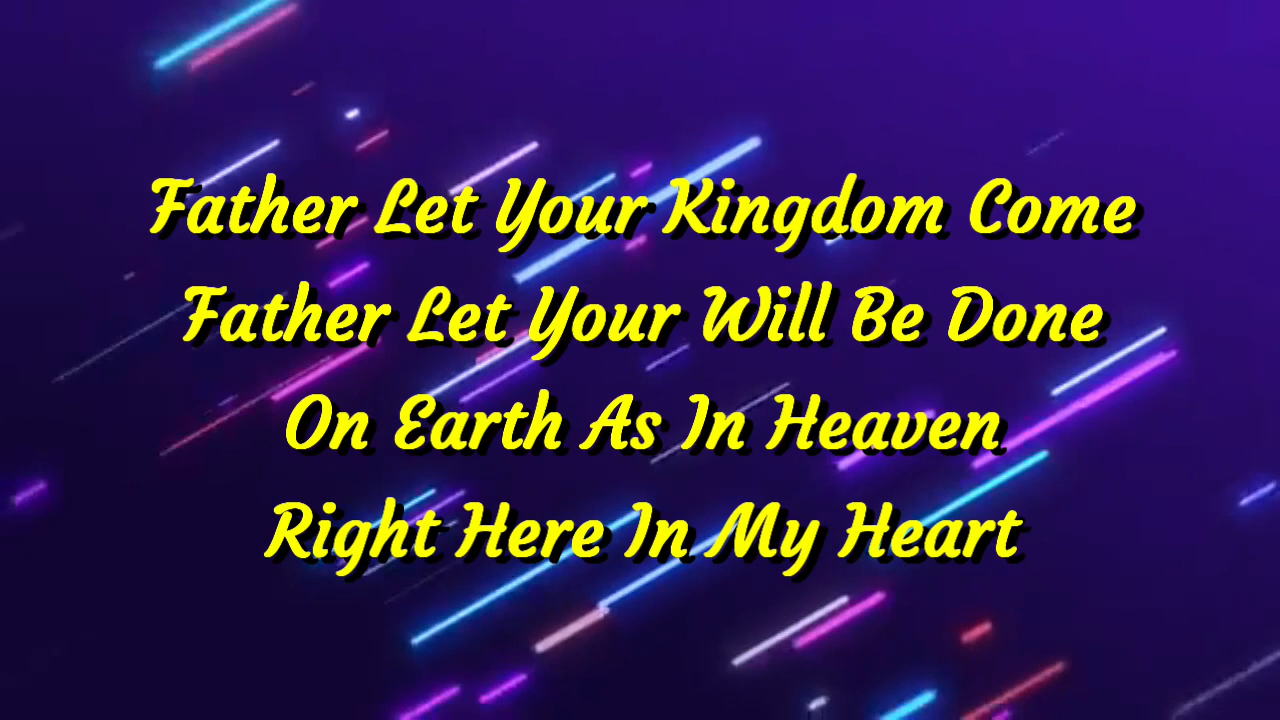 Father Let Your Kingdom Come
Father Let Your Will Be Done
On Earth As In Heaven
Right Here In My Heart